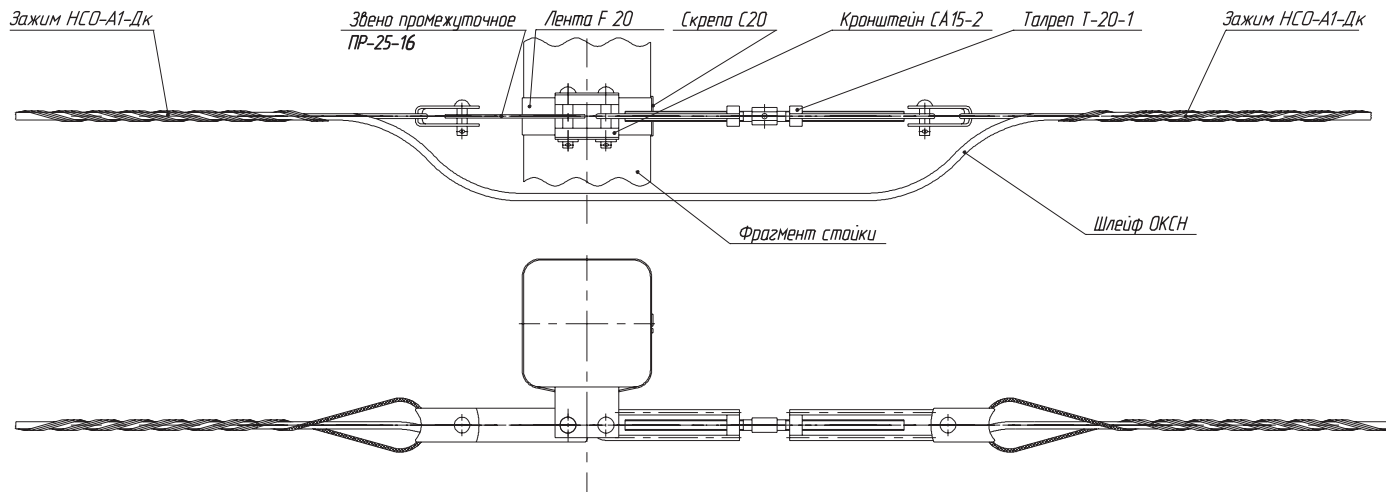 Зажим НСО-А1-Дк
Звено промежуточное
ПР-25-16
Лента F 20
Скрепа С20
Кронштейн СА15-2
Талреп Т-20-1
Зажим НСО-А1-Дк
Фрагмент стойки
Шлейф ОКСН